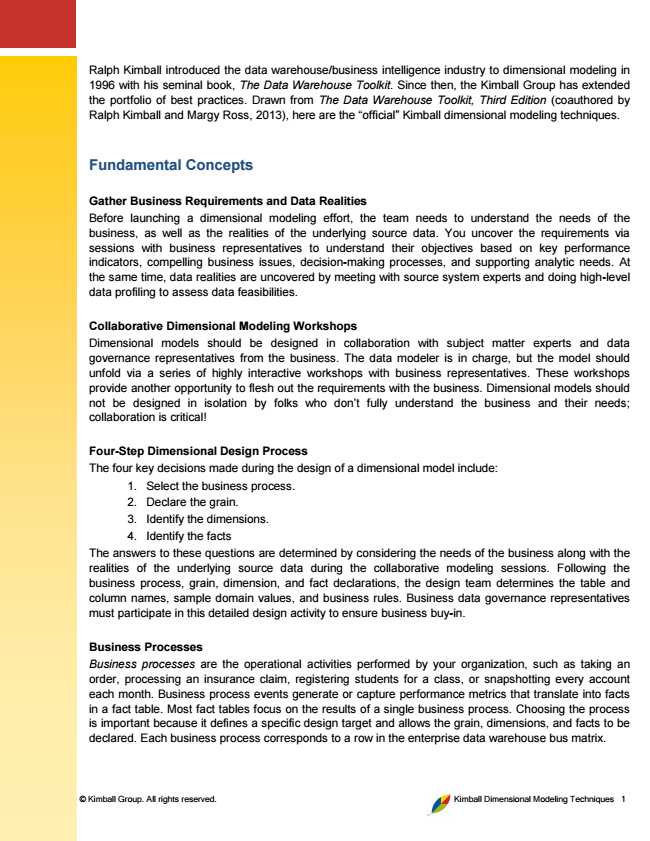 Ralph Kimball introduced the data warehouse/business intelligence industry to dimensional modeling in
1996 with his seminal book, The Data Warehouse Toolkit. Since then, the Kimball Group has extended
the portfolio of best practices. Drawn from The Data Warehouse Toolkit, Third Edition (coauthored by
Ralph Kimball and Margy Ross, 2013), here are the “official” Kimball dimensional modeling techniques.
Fundamental Concepts
Gather Business Requirements and Data Realities
Before launching a dimensional modeling effort, the team needs to understand the needs of the
business, as well as the realities of the underlying source data. You uncover the requirements via
sessions with business representatives to understand their objectives based on key performance
indicators, compelling business issues, decision-making processes, and supporting analytic needs. At
the same time, data realities are uncovered by meeting with source system experts and doing high-level
data profiling to assess data feasibilities.
Collaborative Dimensional Modeling Workshops
Dimensional models should be designed in collaboration with subject matter experts and data
governance representatives from the business. The data modeler is in charge, but the model should
unfold via a series of highly interactive workshops with business representatives. These workshops
provide another opportunity to flesh out the requirements with the business. Dimensional models should
not be designed in isolation by folks who don’t fully understand the business and their needs;
collaboration is critical!
Four-Step Dimensional Design Process
The four key decisions made during the design of a dimensional model include:
1. Select the business process.
2. Declare the grain.
3. Identify the dimensions.
4. Identify the facts
The answers to these questions are determined by considering the needs of the business along with the
realities of the underlying source data during the collaborative modeling sessions. Following the
business process, grain, dimension, and fact declarations, the design team determines the table and
column names, sample domain values, and business rules. Business data governance representatives
must participate in this detailed design activity to ensure business buy-in.
Business Processes
Business processes are the operational activities performed by your organization, such as taking an
order, processing an insurance claim, registering students for a class, or snapshotting every account
each month. Business process events generate or capture performance metrics that translate into facts
in a fact table. Most fact tables focus on the results of a single business process. Choosing the process
is important because it defines a specific design target and allows the grain, dimensions, and facts to be
declared. Each business process corresponds to a row in the enterprise data warehouse bus matrix.
© Kimball Group. All rights reserved.
Kimball Dimensional Modeling Techniques 1